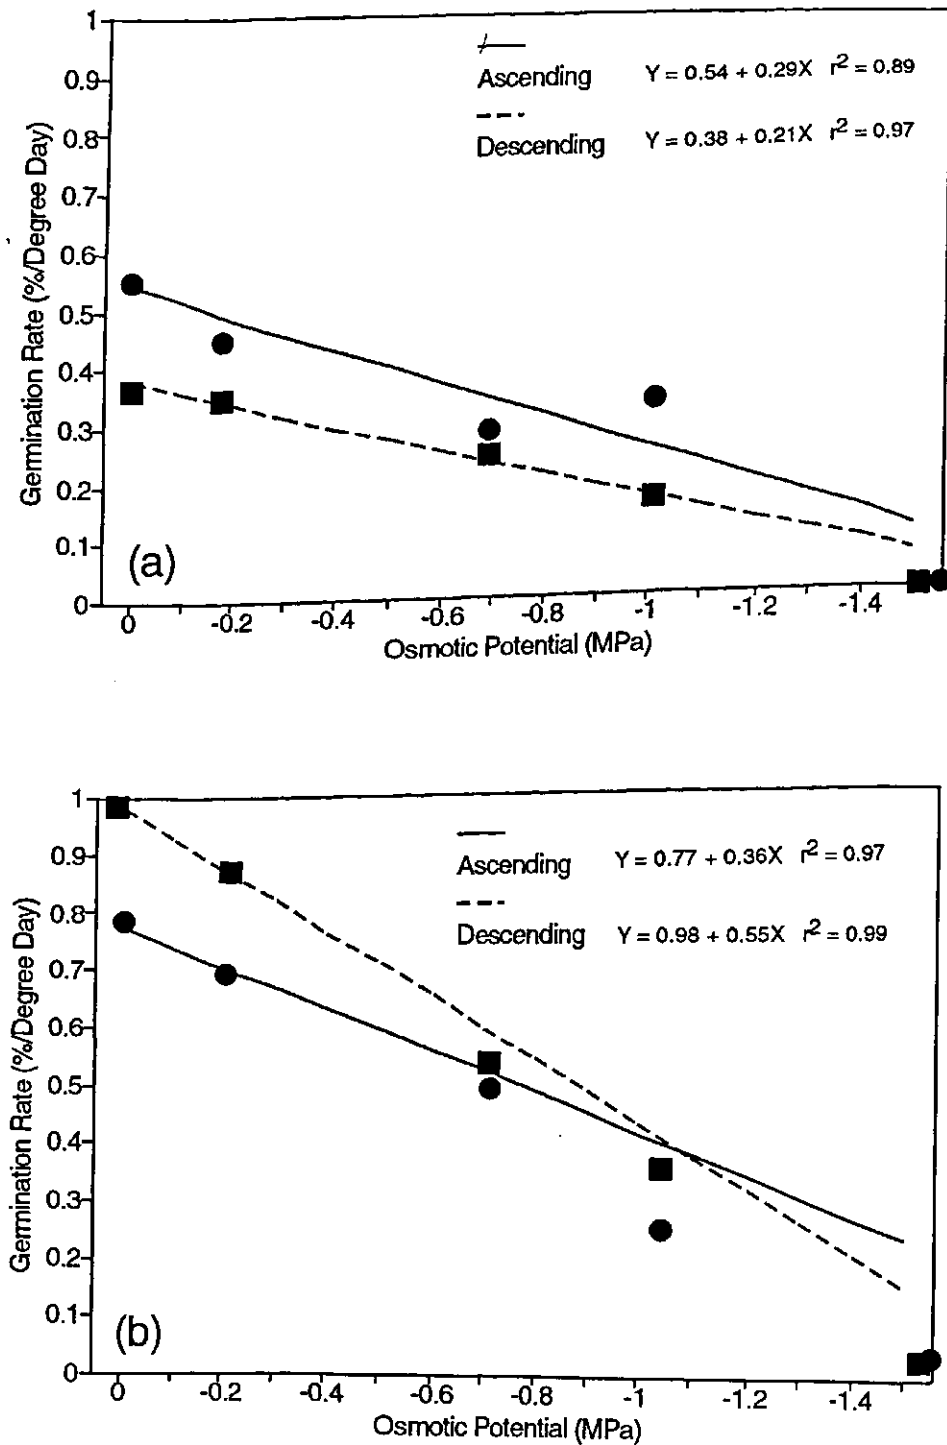 1
0.9
0.8
0.7
0.6
0.5
0.4
0.3
0.2
0.1
0
Germination Rate (%/Degree Day)
Ascending Y = 0.54 + 0.29X r² = 0.89
Descending Y = 0.38 + 0.21X r² = 0.97
(a)
0 -0.2 -0.4 -0.6 -0.8 -1 -1.2 -1.4
Osmotic Potential (MPa)
1
0.9
0.8
0.7
0.6
0.5
0.4
0.3
0.2
0.1
0
Germination Rate (%/Degree Day)
Ascending Y = 0.77 + 0.36X r² = 0.97
Descending Y = 0.98 + 0.55X r² = 0.99
(b)
0 -0.2 -0.4 -0.6 -0.8 -1 -1.2 -1.4
Osmotic Potential (MPa)